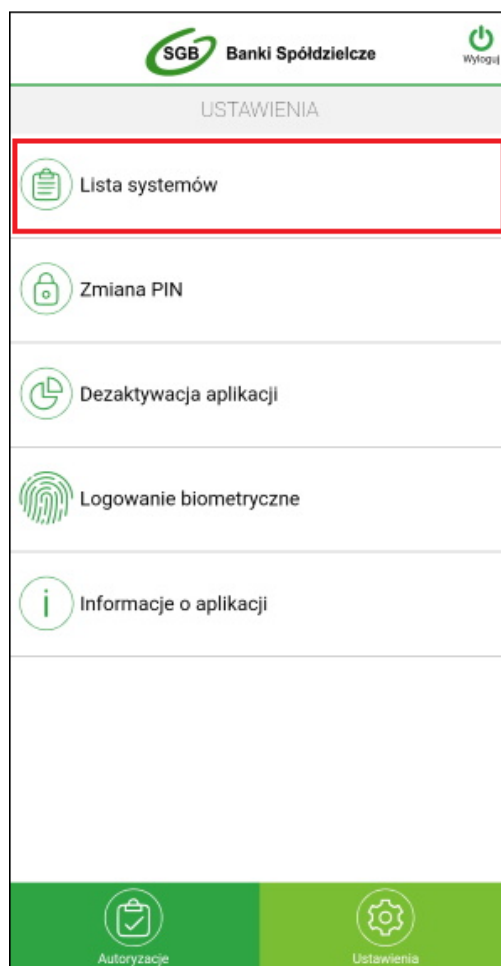 SGB Banki Spółdzielcze
Wyloguj
USTAWIENIA
Lista systemów
Zmiana PIN
Dezaktywacja aplikacji
Logowanie biometryczne
Informacje o aplikacji
Autoryzacje
Ustawienia